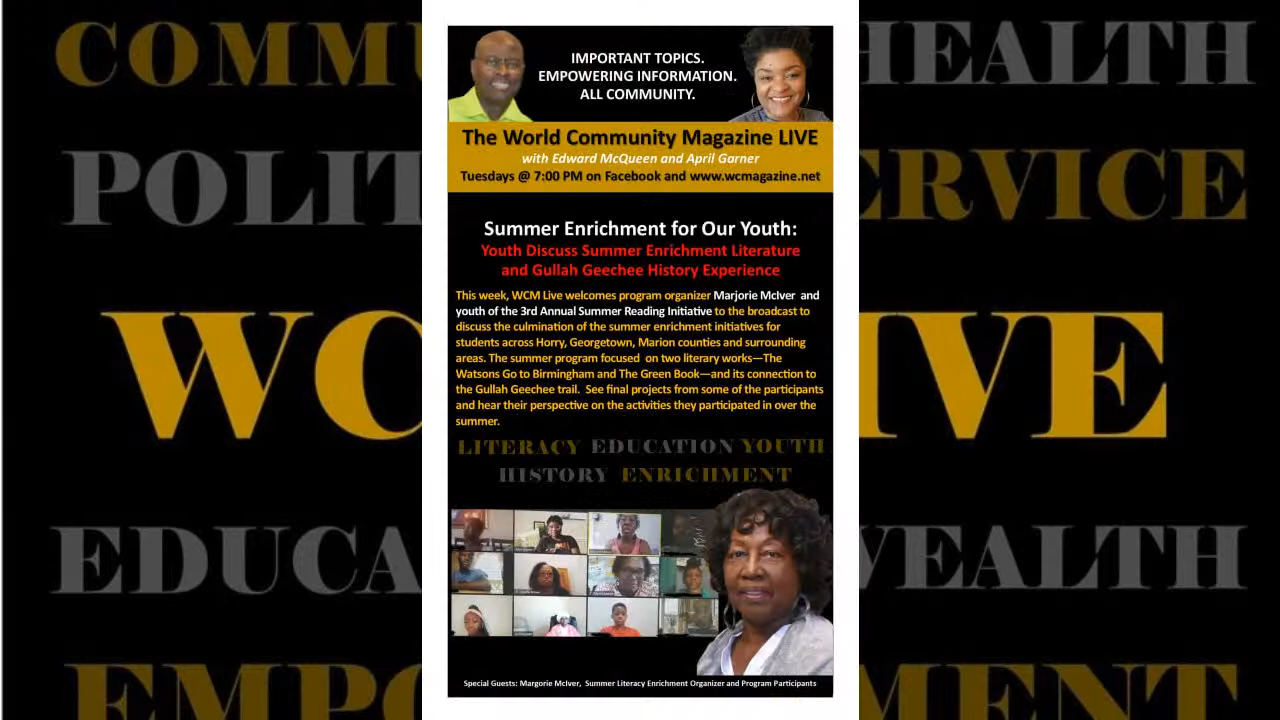 COMMU
POLIT
WC
EDUCA
EMPO
IMPORTANT TOPICS.
EMPOWERING INFORMATION.
ALL COMMUNITY.
The World Community Magazine LIVE
with Edward McQueen and April Garner
Tuesdays @ 7:00 PM on Facebook and www.wcmagazine.net
Summer Enrichment for Our Youth:
Youth Discuss Summer Enrichment Literature
and Gullah Geechee History Experience
This week, WCM Live welcomes program organizer Marjorie McIver and
youth of the 3rd Annual Summer Reading Initiative to the broadcast to
discuss the culmination of the summer enrichment initiatives for
students across Horry, Georgetown, Marion counties and surrounding
areas. The summer program focused on two literary works—The
Watsons Go to Birmingham and The Green Book—and its connection to
the Gullah Geechee trail. See final projects from some of the participants
and hear their perspective on the activities they participated in over the
summer.
LITERACY EDUCATION YOUTH
HISTORY ENRICHMENT
Special Guests: Margorie McIver, Summer Literacy Enrichment Organizer and Program Participants
HEALTH
ERVICE
IVE
WEALTH
MENT